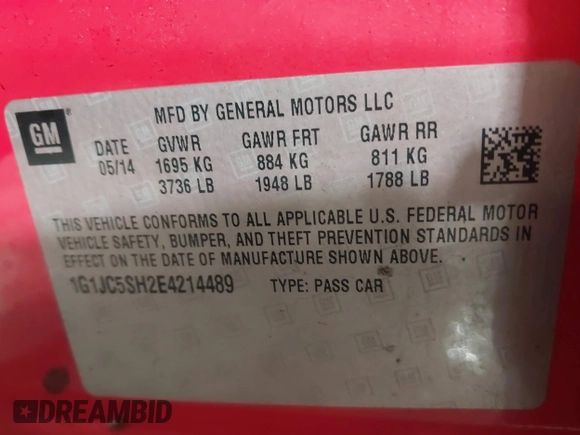 GM
MFD BY GENERAL MOTORS LLC
DATE GVWR GAWR FRT GAWR RR
05/14 1695 KG 884 KG 811 KG
3736 LB 1948 LB 1788 LB
THIS VEHICLE CONFORMS TO ALL APPLICABLE U.S. FEDERAL MOTOR
VEHICLE SAFETY, BUMPER, AND THEFT PREVENTION STANDARDS IN
EFFECT ON THE DATE OF MANUFACTURE SHOWN ABOVE.
1G1JC5SH2E4214489 TYPE: PASS CAR
DREAMBID